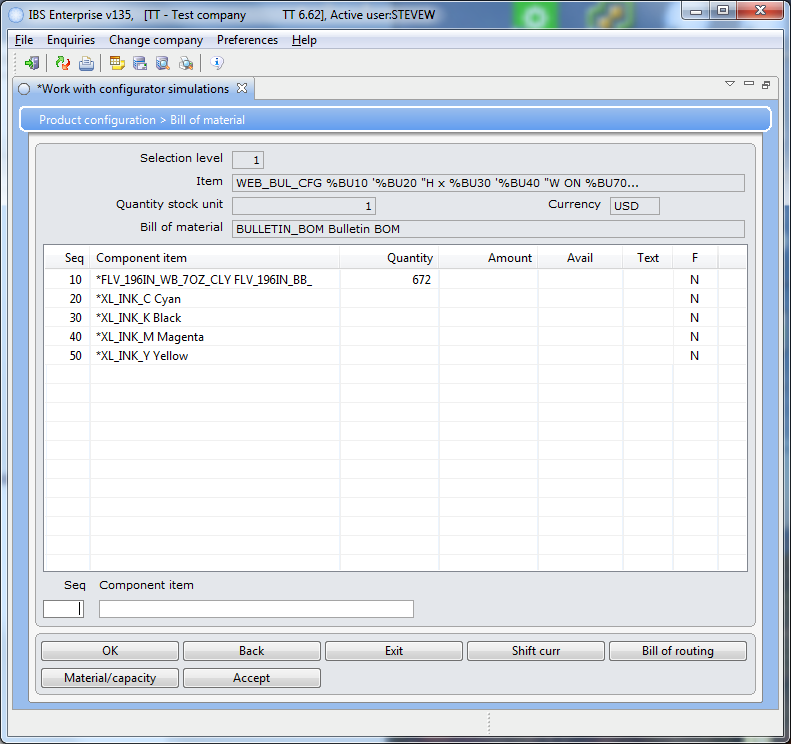 IBS Enterprise v135, [TT - Test company TT 6.62], Active user:STEVEW
File Enquiries Change company Preferences Help
*Work with configurator simulations
Product configuration > Bill of material
Selection level 1
Item WEB_BUL_CFG %BU10 '%BU20 "H x %BU30 '%BU40 "W ON %BU70...
Quantity stock unit 1 Currency USD
Bill of material BULLETIN_BOM Bulletin BOM
Seq Component item Quantity Amount Avail Text F
10 *FLV_196IN_WB_7OZ_CLY FLV_196IN_BB_ 672 N
20 *XL_INK_C Cyan N
30 *XL_INK_K Black N
40 *XL_INK_M Magenta N
50 *XL_INK_Y Yellow N
Seq Component item
OK Back Exit Shift curr Bill of routing
Material/capacity Accept